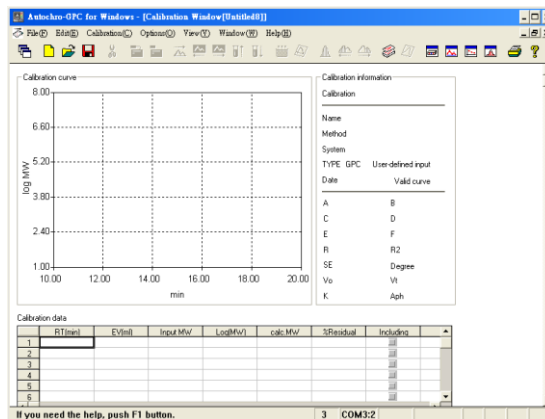 Autochro-GPC for Windows - [Calibration Window[Untitled8]]
File(F) Edit(E) Calibration(C) Options(O) View(V) Window(W) Help(H)
Calibration curve
8.00
6.60
5.20
3.80
2.40
1.00
log MW
10.00 12.00 14.00 16.00 18.00 20.00
min
Calibration information
Calibration
Name
Method
System
TYPE GPC User-defined input
Date Valid curve
A B
C D
E F
R R2
SE Degree
Vo Vt
K Aph
Calibration data
RT(min) EV(ml) Input MW Log(MW) calc.MW %Residual Including
1
2
3
4
5
6
If you need the help, push F1 button. 3 COM3:2